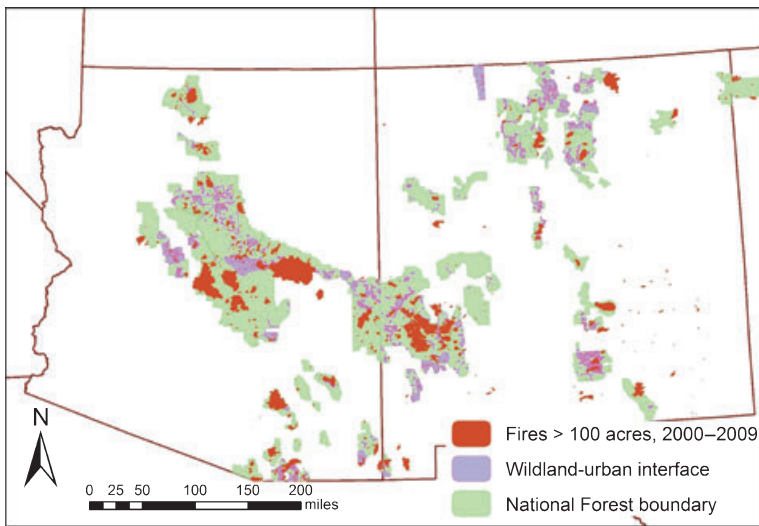 Fires > 100 acres, 2000–2009
N
Wildland-urban interface
0 25 50 100 150 200
miles
National Forest boundary